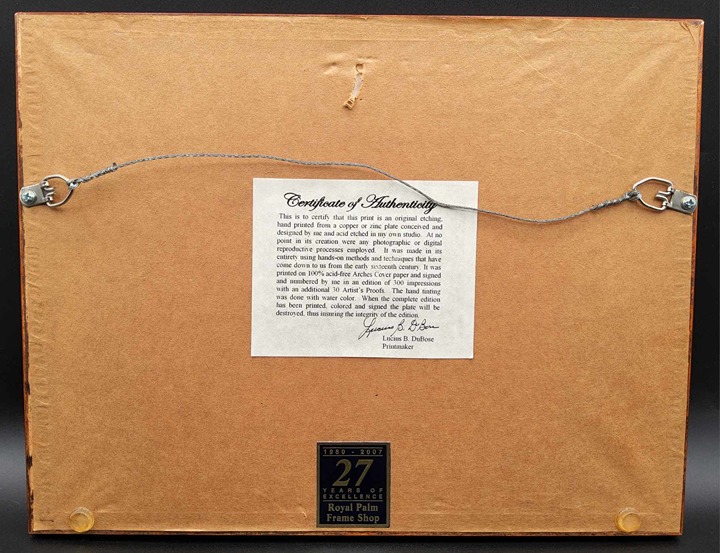 Certificate of Authenticity
This is to certify that this print is an original etching,
hand printed from a copper or zinc plate conceived and
designed by me and acid etched in my own studio. At no
point in its creation were any photographic or digital
reproductive processes employed. It was made in its
entirety using hands-on methods and techniques that have
come down to us from the early sixteenth century. It was
printed on 100% acid-free Arches Cover paper and signed
and numbered by me in an edition of 300 impressions
with an additional 30 Artist's Proofs. The hand tinting
was done with water color. When the complete edition
has been printed, colored and signed the plate will be
destroyed, thus insuring the integrity of the edition.
Lucius B. DuBose
Lucius B. DuBose
Printmaker
1980 - 2007
27
YEARS OF
EXCELLENCE
Royal Palm
Frame Shop